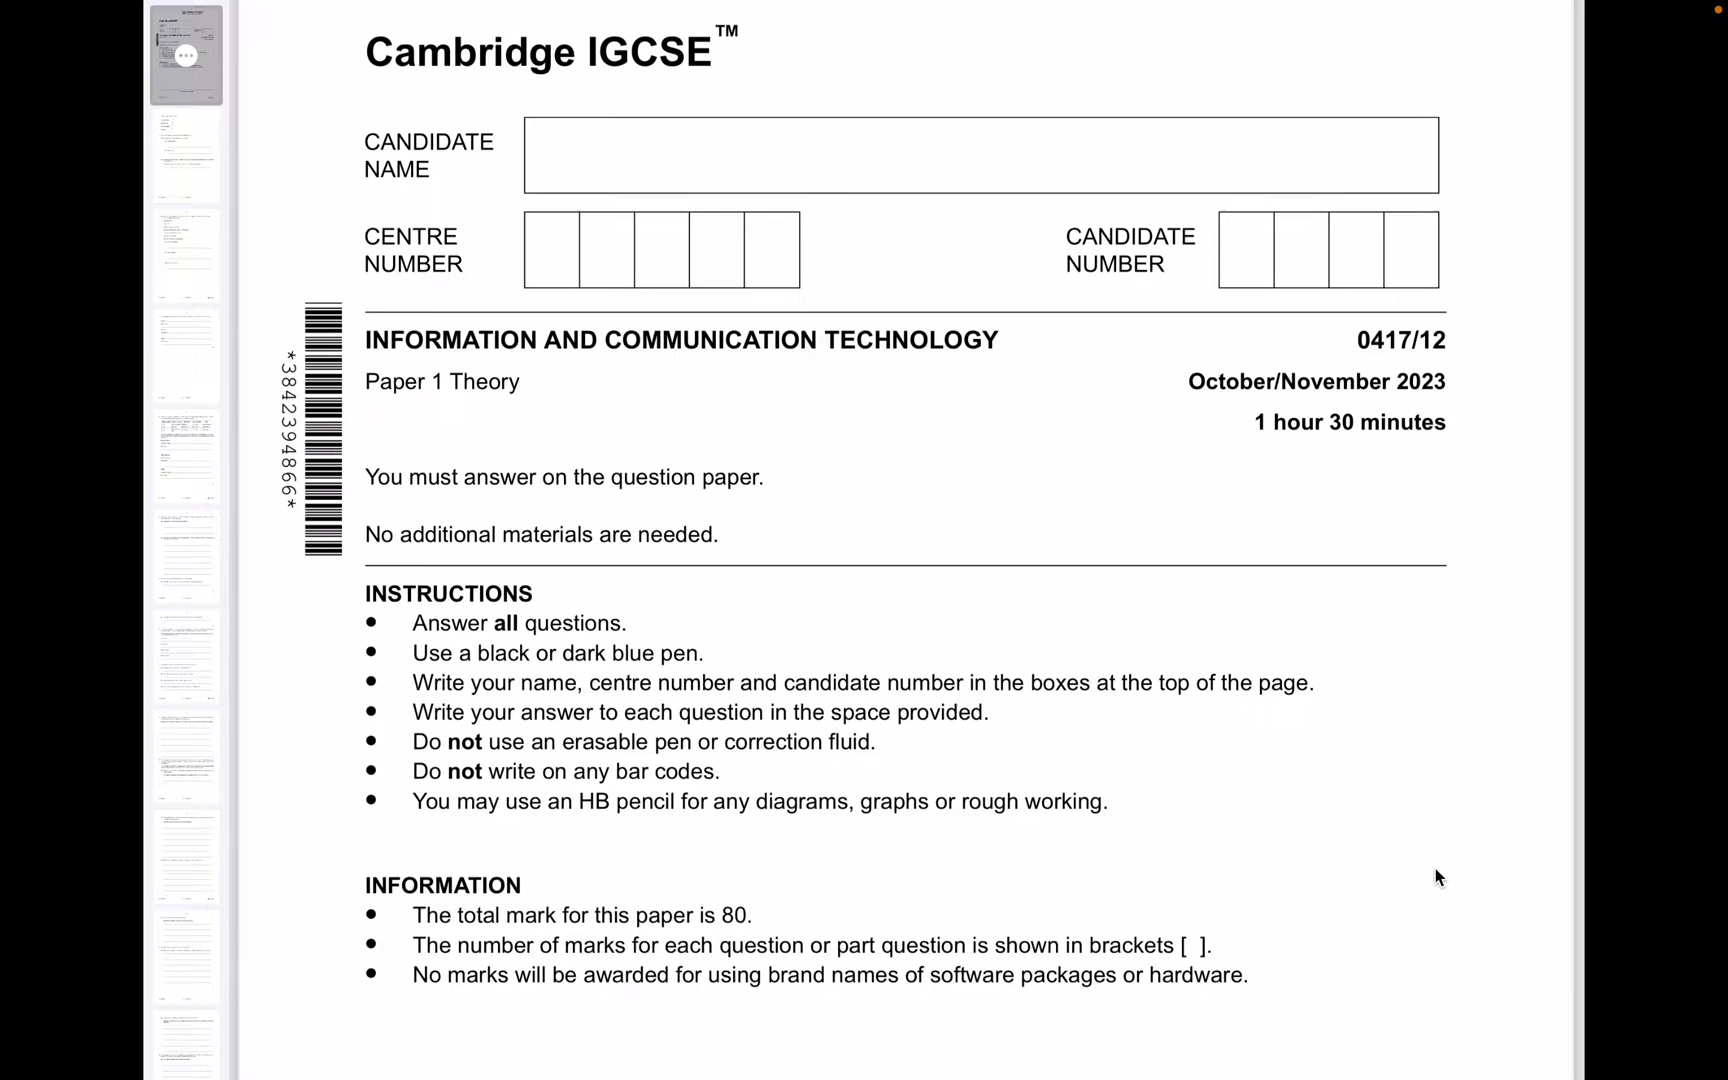 Cambridge IGCSE™
CANDIDATE
NAME
CENTRE
NUMBER
CANDIDATE
NUMBER
*3842394866*
INFORMATION AND COMMUNICATION TECHNOLOGY 0417/12
Paper 1 Theory October/November 2023
1 hour 30 minutes
You must answer on the question paper.
No additional materials are needed.
INSTRUCTIONS
● Answer all questions.
● Use a black or dark blue pen.
● Write your name, centre number and candidate number in the boxes at the top of the page.
● Write your answer to each question in the space provided.
● Do not use an erasable pen or correction fluid.
● Do not write on any bar codes.
● You may use an HB pencil for any diagrams, graphs or rough working.
INFORMATION
● The total mark for this paper is 80.
● The number of marks for each question or part question is shown in brackets [ ].
● No marks will be awarded for using brand names of software packages or hardware.